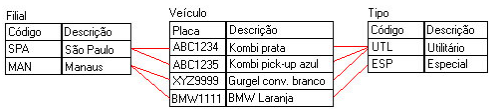 Filial
Código Descrição
SPA São Paulo
MAN Manaus
Veículo
Placa Descrição
ABC1234 Kombi prata
ABC1235 Kombi pick-up azul
XYZ9999 Gurgel conv. branco
BMW1111 BMW Laranja
Tipo
Código Descrição
UTL Utilitário
ESP Especial